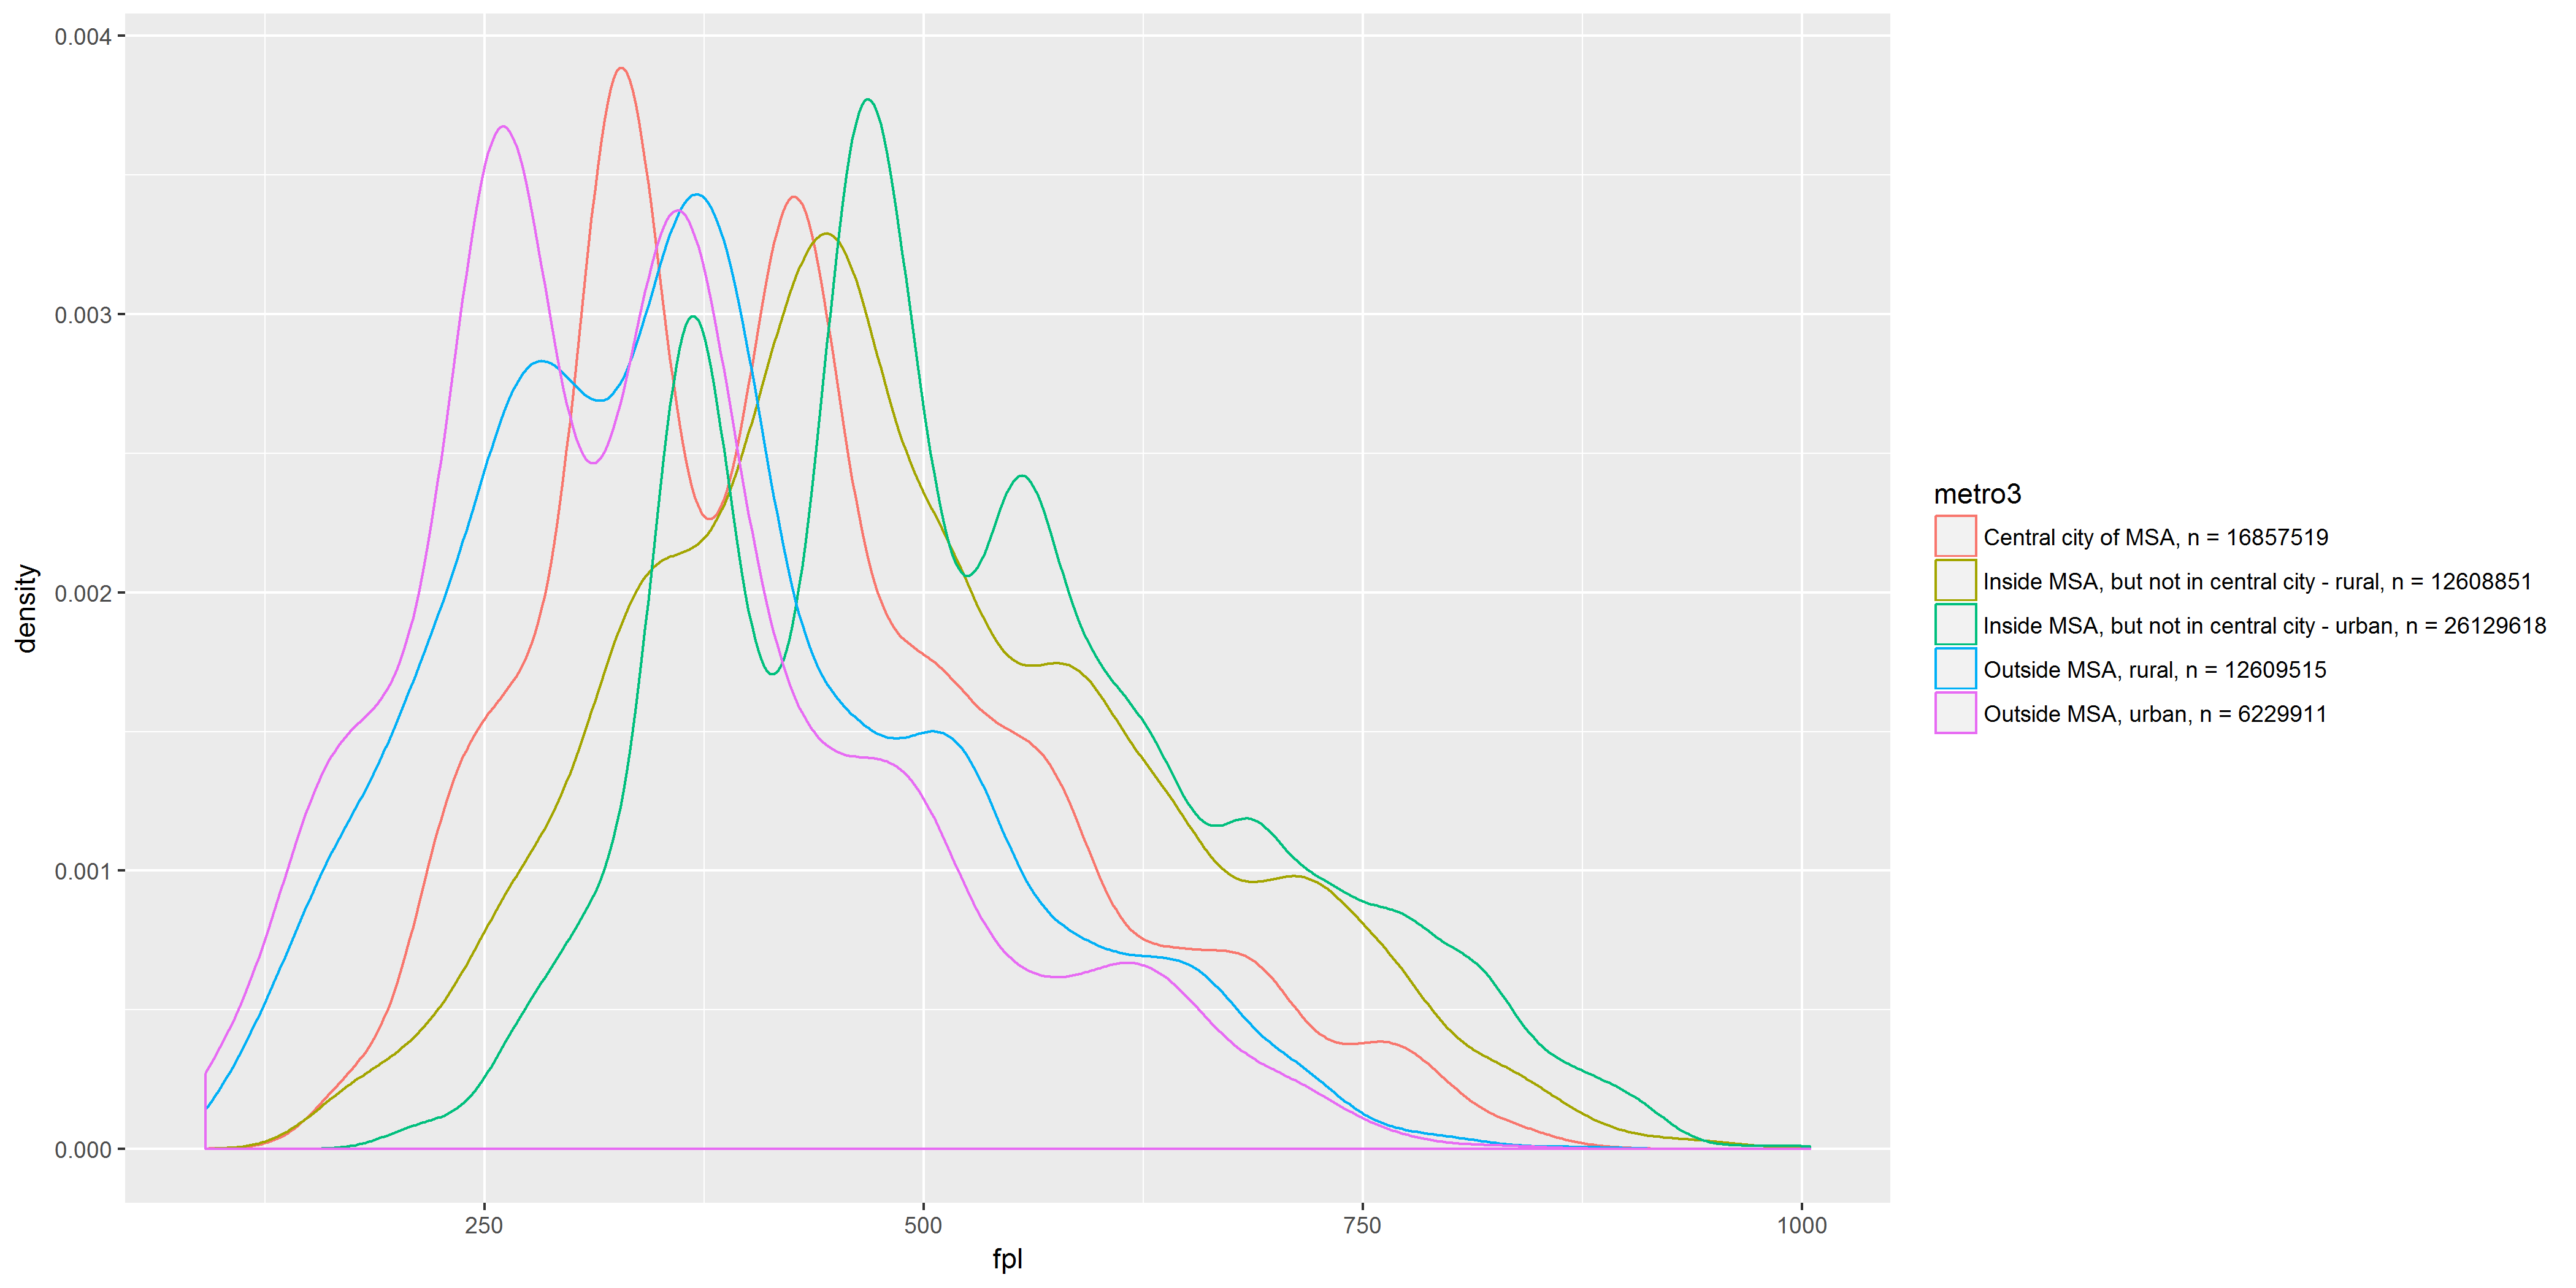 0.004
0.003
0.002
0.001
0.000
density
250
500
750
1000
fpl
metro3
Central city of MSA, n = 16857519
Inside MSA, but not in central city - rural, n = 12608851
Inside MSA, but not in central city - urban, n = 26129618
Outside MSA, rural, n = 12609515
Outside MSA, urban, n = 6229911